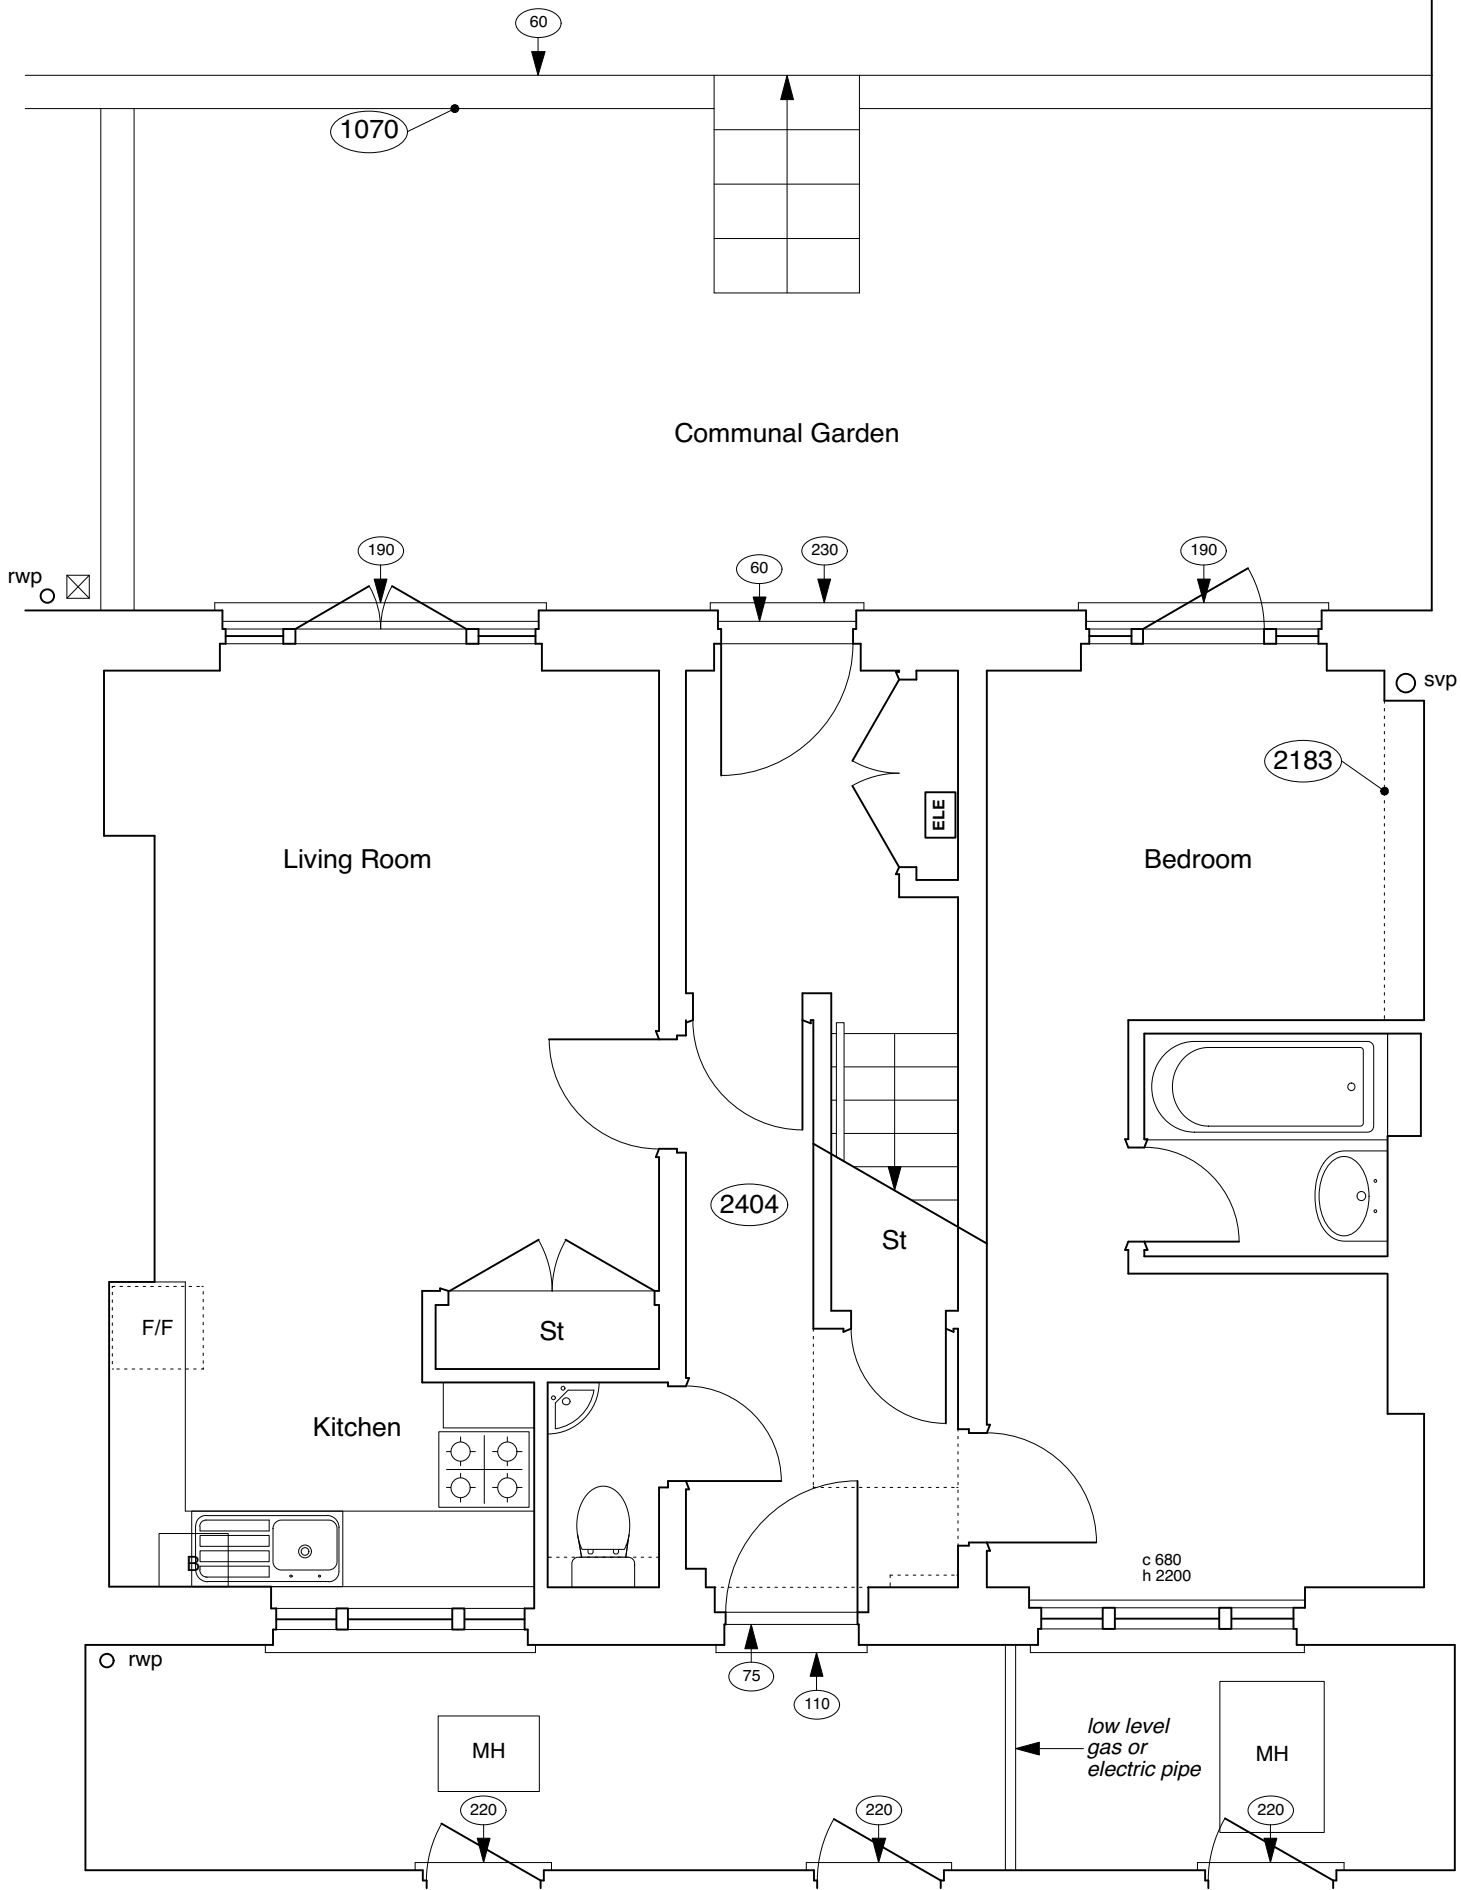 60
1070
Communal Garden
190
60
230
190
rwp
svp
2183
ELE
Living Room
Bedroom
2404
St
F/F
St
Kitchen
B
c 680
h 2200
rwp
75
110
low level
gas or
electric pipe
MH
MH
220
220
220